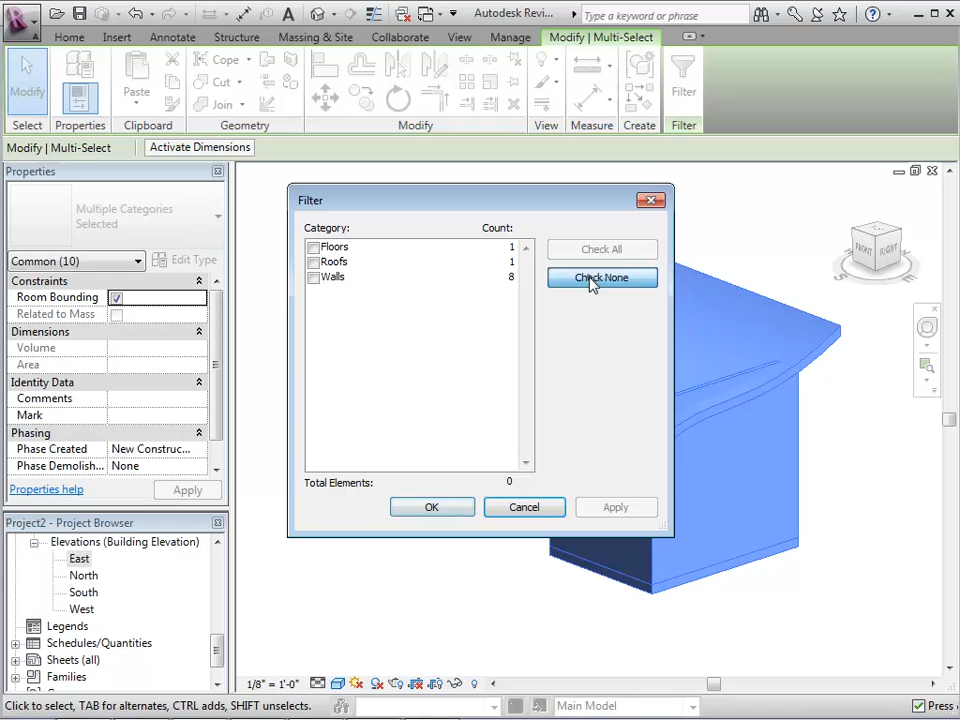 Autodesk Revi...
Type a keyword or phrase
Home Insert Annotate Structure Massing & Site Collaborate View Manage Modify | Multi-Select
Modify
Paste
Cope
Cut
Join
Filter
Select Properties Clipboard Geometry Modify View Measure Create Filter
Modify | Multi-Select Activate Dimensions
Properties
Multiple Categories
Selected
Common (10) Edit Type
Constraints
Room Bounding
Related to Mass
Dimensions
Volume
Area
Identity Data
Comments
Mark
Phasing
Phase Created New Construc...
Phase Demolish... None
Properties help Apply
Project2 - Project Browser
Elevations (Building Elevation)
East
North
South
West
Legends
Schedules/Quantities
Sheets (all)
Families
Filter
Category: Count:
Floors 1
Roofs 1
Walls 8
Check All
Check None
Total Elements: 0
OK Cancel Apply
FRONT RIGHT
1/8" = 1'-0"
Click to select, TAB for alternates, CTRL adds, SHIFT unselects.
Main Model
Press